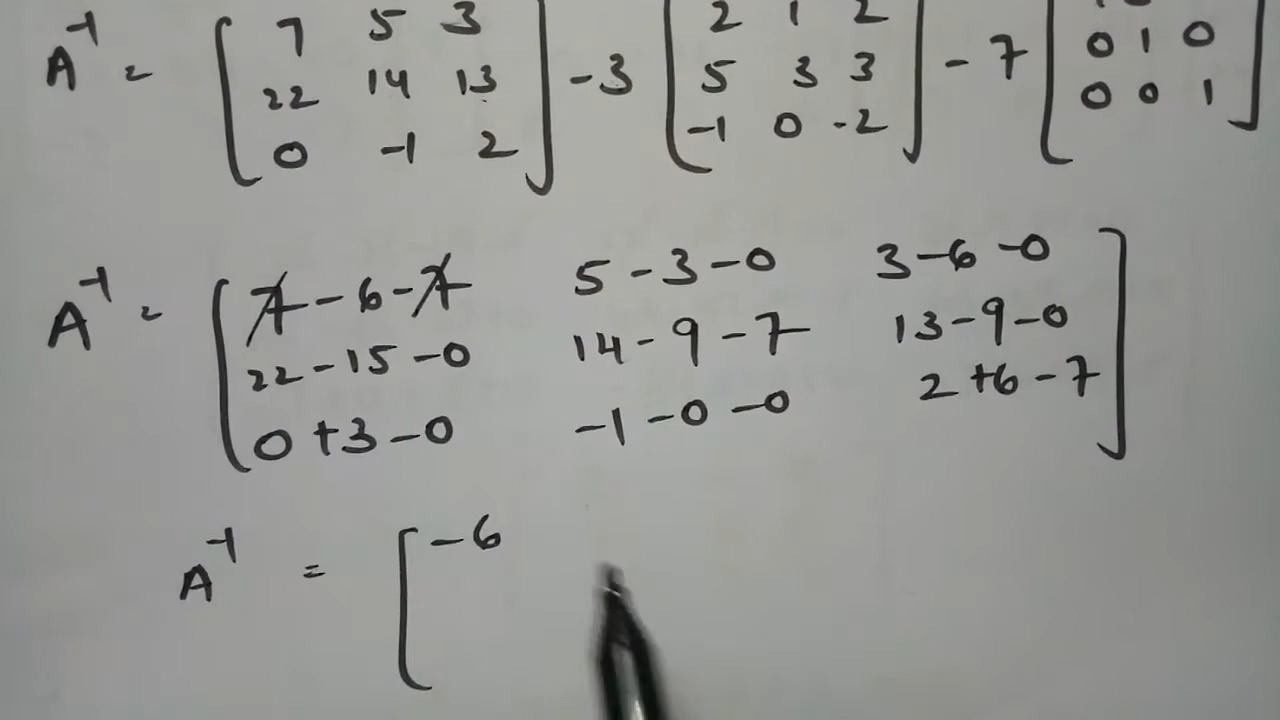 7 5 3 2 1 2
A⁻¹ = [ 22 14 13 ] - 3 [ 5 3 3 ] - 7 [ 0 1 0
0 -1 2 -1 0 -2 0 0 1 ]
A⁻¹ = [ 7 - 6 - 7 5 - 3 - 0 3 - 6 - 0 ]
22 - 15 - 0 14 - 9 - 7 13 - 9 - 0
0 + 3 - 0 -1 - 0 - 0 2 + 6 - 7
A⁻¹ = [ - 6